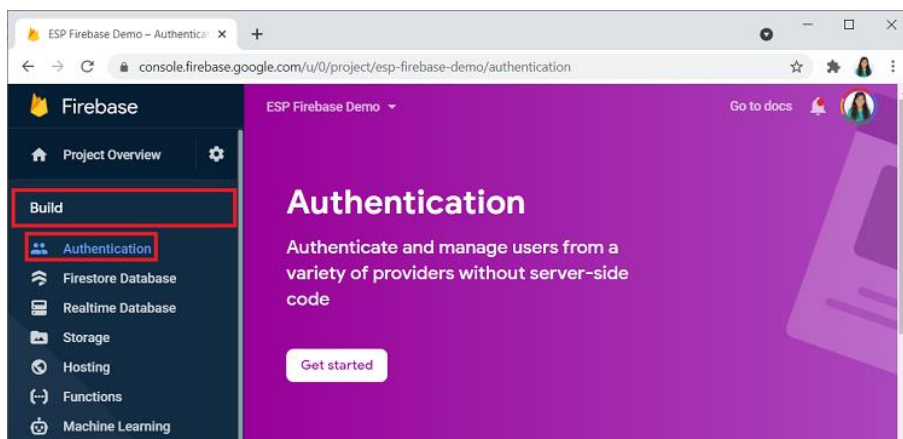 ESP Firebase Demo – Authentica
console.firebase.google.com/u/0/project/esp-firebase-demo/authentication
Firebase
ESP Firebase Demo
Go to docs
Project Overview
Build
Authentication
Firestore Database
Realtime Database
Storage
Hosting
Functions
Machine Learning
Authentication
Authenticate and manage users from a
variety of providers without server-side
code
Get started